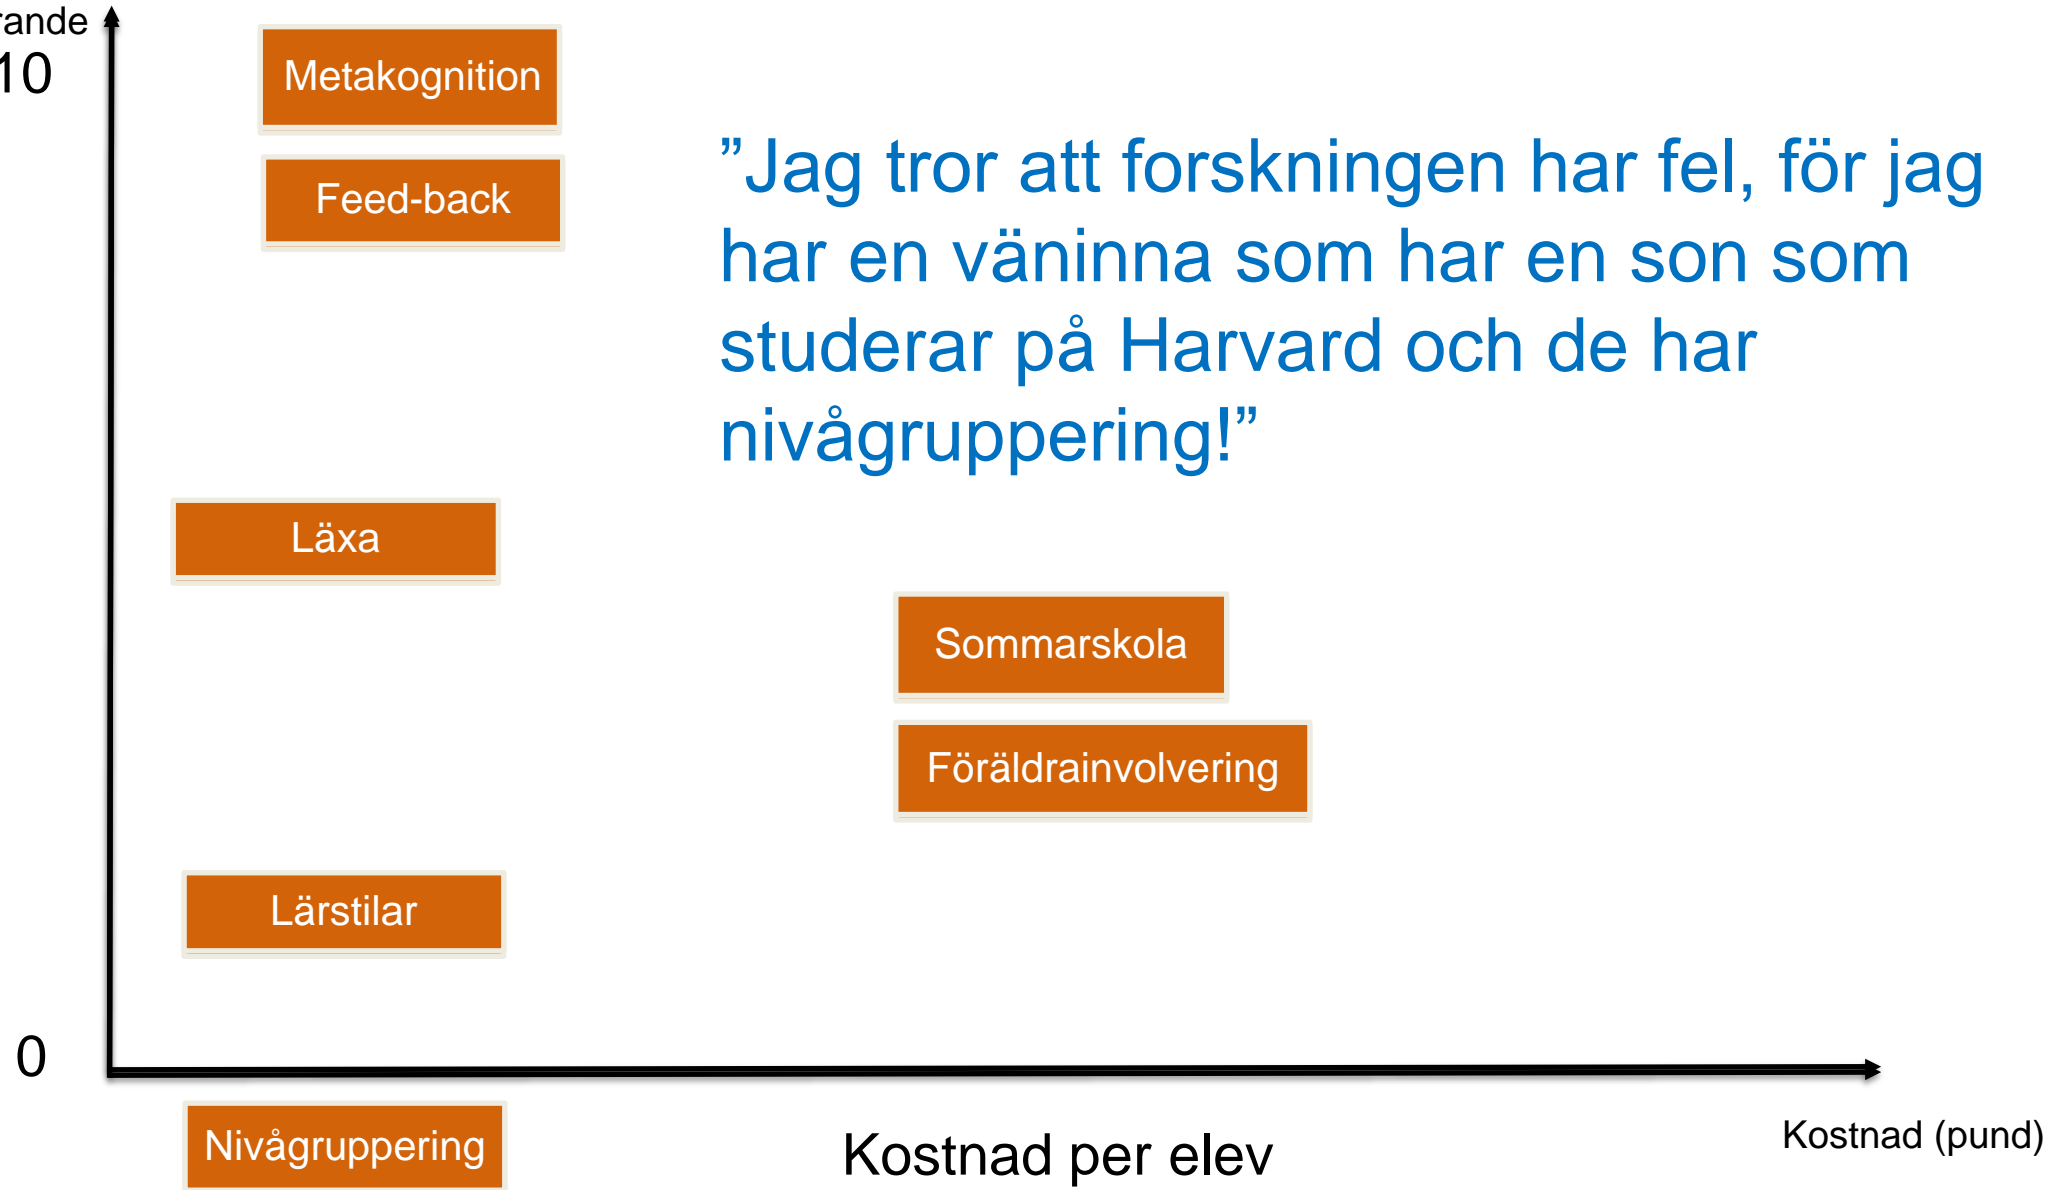 10
Metakognition
Feed-back
”Jag tror att forskningen har fel, för jag
har en väninna som har en son som
studerar på Harvard och de har
nivågruppering!”
Läxa
Sommarskola
Föräldrainvolvering
Lärstilar
0
Nivågruppering
Kostnad per elev
Kostnad (pund)